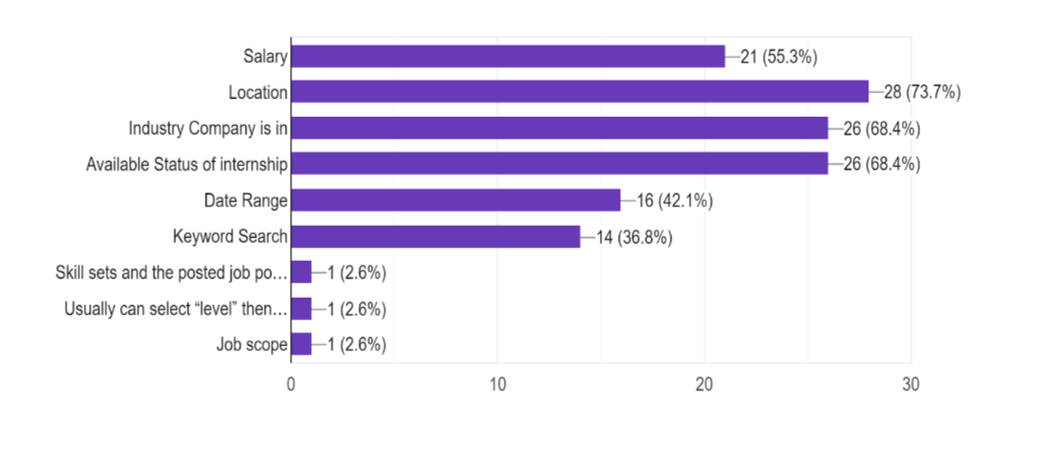 Salary 21 (55.3%)
Location 28 (73.7%)
Industry Company is in 26 (68.4%)
Available Status of internship 26 (68.4%)
Date Range 16 (42.1%)
Keyword Search 14 (36.8%)
Skill sets and the posted job po… 1 (2.6%)
Usually can select “level” then… 1 (2.6%)
Job scope 1 (2.6%)
0 10 20 30